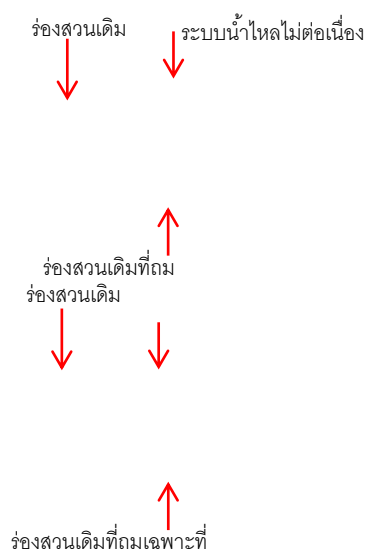 ร่องสวนเดิม
ระบบน้ำไหลไม่ต่อเนื่อง
ร่องสวนเดิมที่ถม
ร่องสวนเดิม
ร่องสวนเดิมที่ถมเฉพาะที่